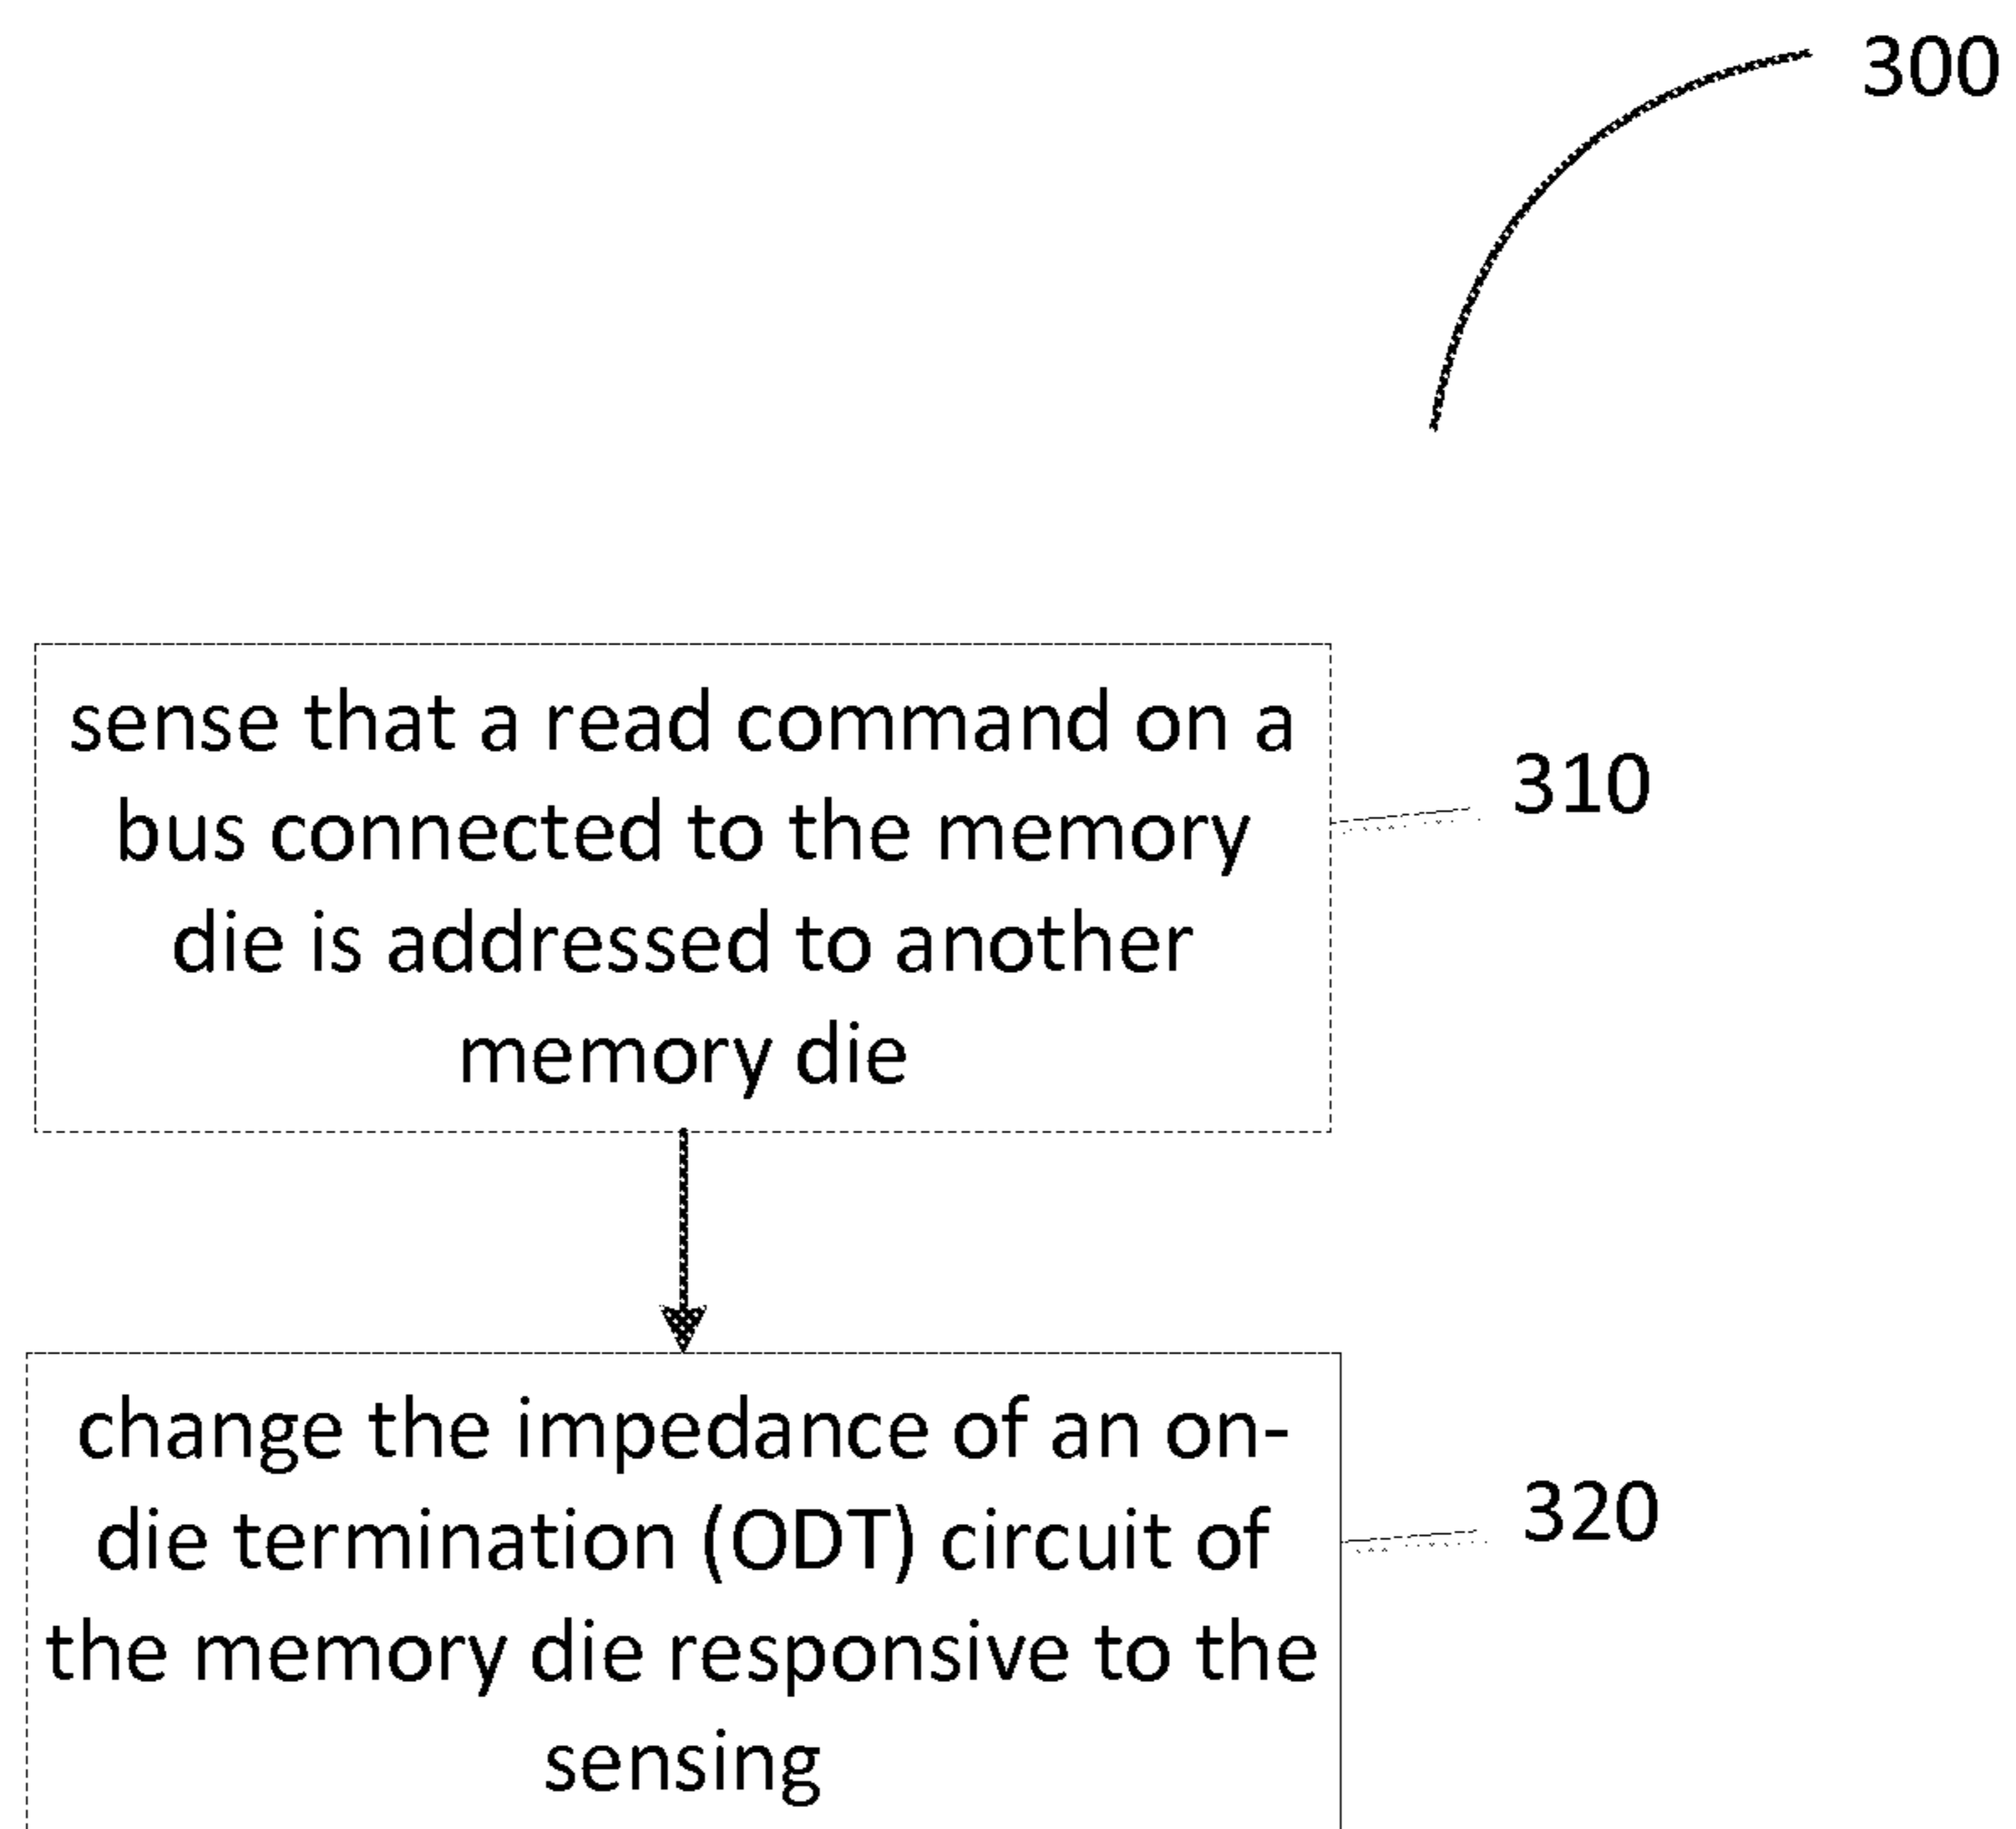 300
sense that a read command on a
bus connected to the memory
die is addressed to another
memory die
310
change the impedance of an on-
die termination (ODT) circuit of
the memory die responsive to the
sensing
320